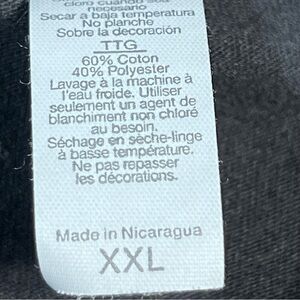 cloro cuando sea
necesario
Secar a baja temperatura
No planche
Sobre la decoración
TTG
60% Coton
40% Polyester
Lavage à la machine à
l'eau froide. Utiliser
seulement un agent de
blanchiment non chloré
au besoin.
Séchage en sèche-linge
à basse température.
Ne pas repasser
les décorations.
Made in Nicaragua
XXL